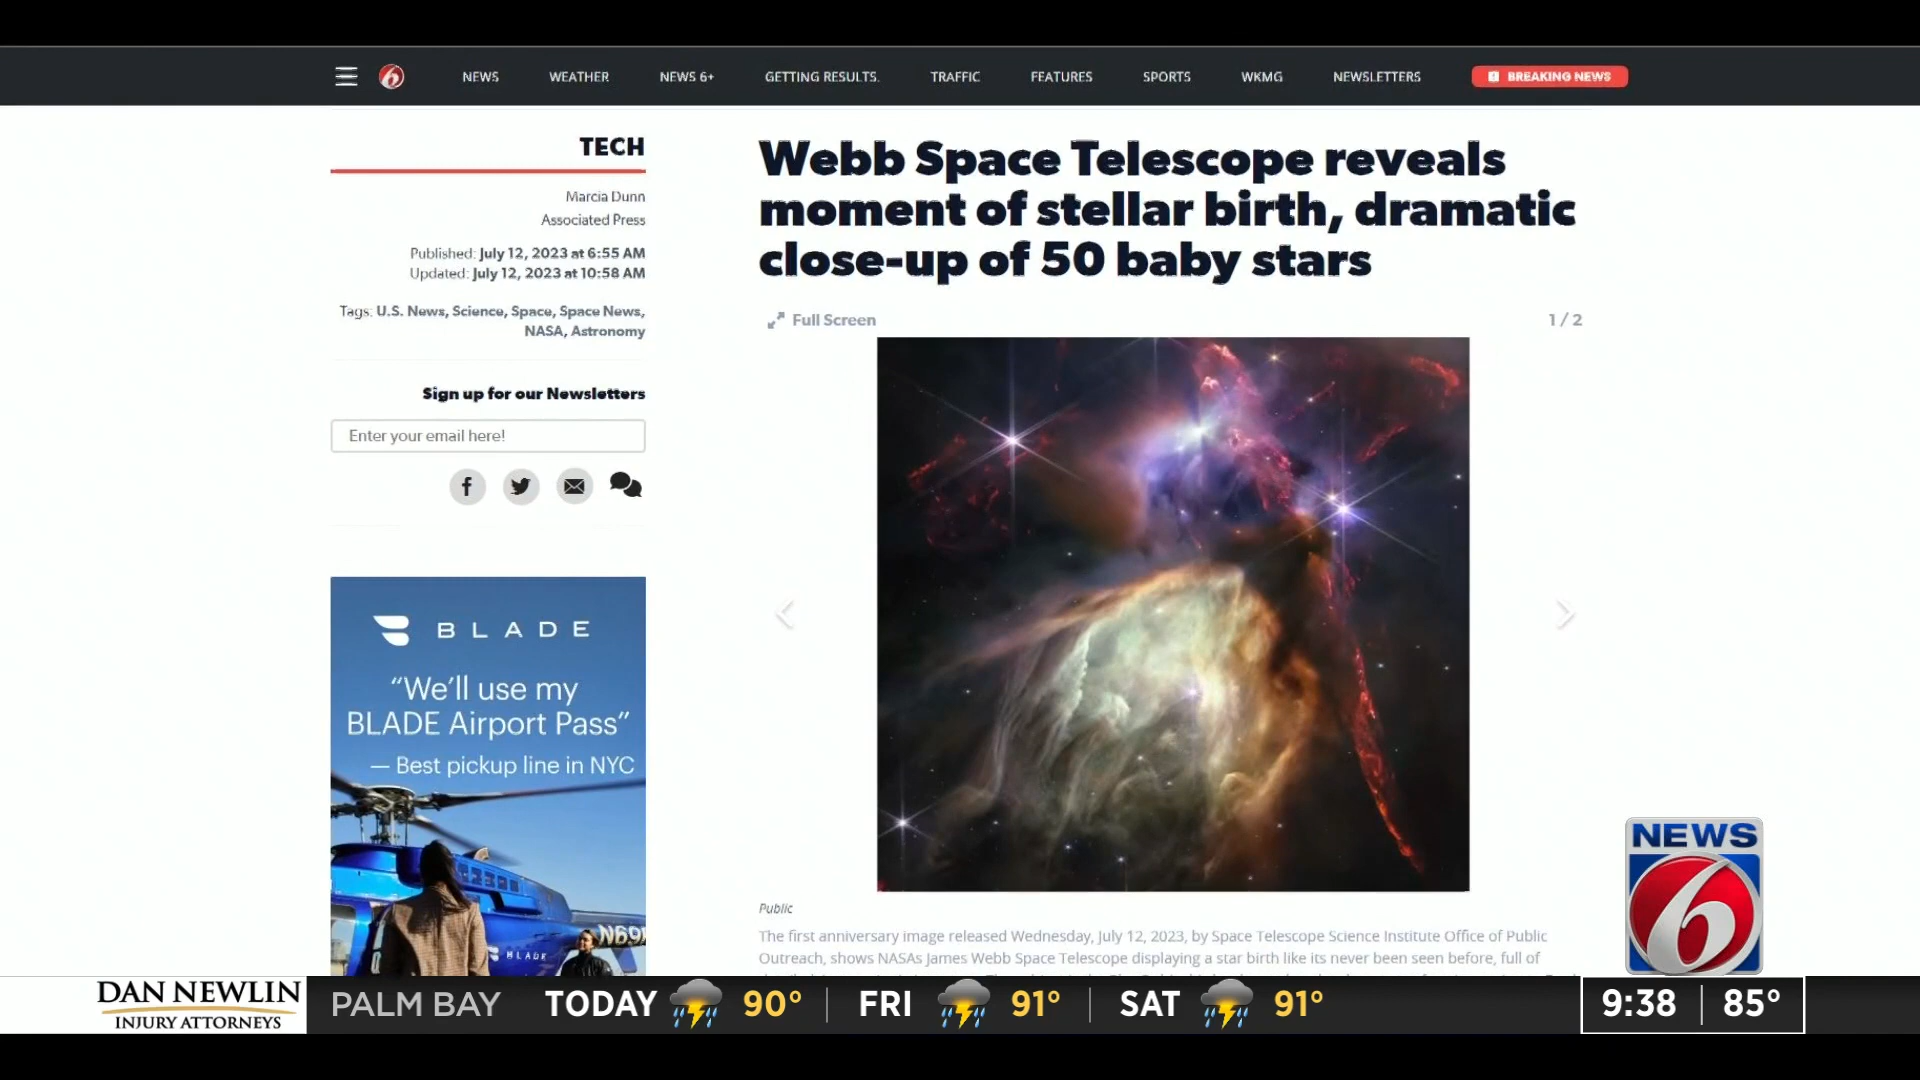 6 NEWS WEATHER NEWS 6+ GETTING RESULTS. TRAFFIC FEATURES SPORTS WKMG NEWSLETTERS BREAKING NEWS
TECH
Marcia Dunn
Associated Press
Published: July 12, 2023 at 6:55 AM
Updated: July 12, 2023 at 10:58 AM
Tags: U.S. News, Science, Space, Space News,
NASA, Astronomy
Sign up for our Newsletters
Enter your email here!
BLADE
“We’ll use my
BLADE Airport Pass”
— Best pickup line in NYC
BLADE
Webb Space Telescope reveals
moment of stellar birth, dramatic
close-up of 50 baby stars
Full Screen 1 / 2
Public
The first anniversary image released Wednesday, July 12, 2023, by Space Telescope Science Institute Office of Public
Outreach, shows NASAs James Webb Space Telescope displaying a star birth like its never been seen before, full of
NEWS
6
DAN NEWLIN
INJURY ATTORNEYS
PALM BAY TODAY 90° FRI 91° SAT 91°
9:38 85°